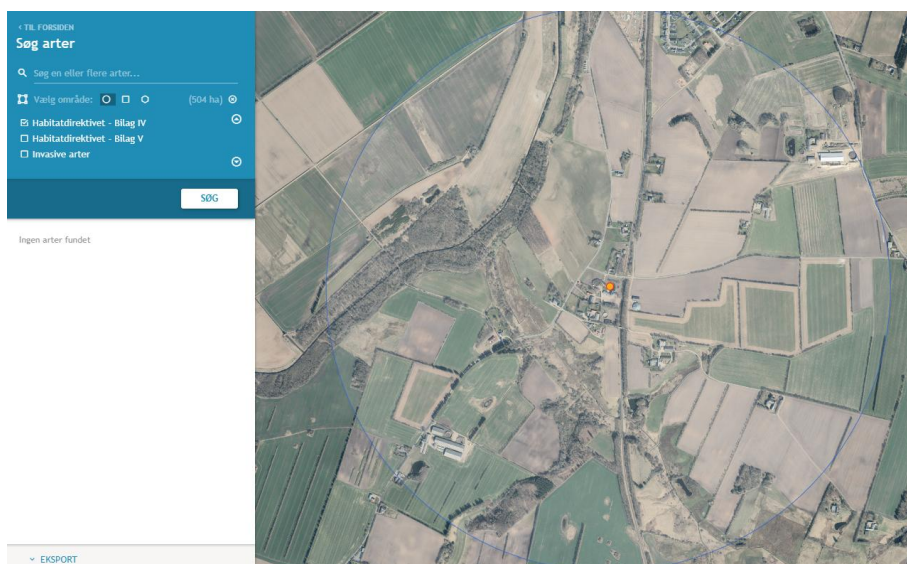 < TIL FORSIDEN
Søg arter
Søg en eller flere arter...
Vælg område: (504 ha)
Habitatdirektivet - Bilag IV
Habitatdirektivet - Bilag V
Invasive arter
SØG
Ingen arter fundet
EKSPORT